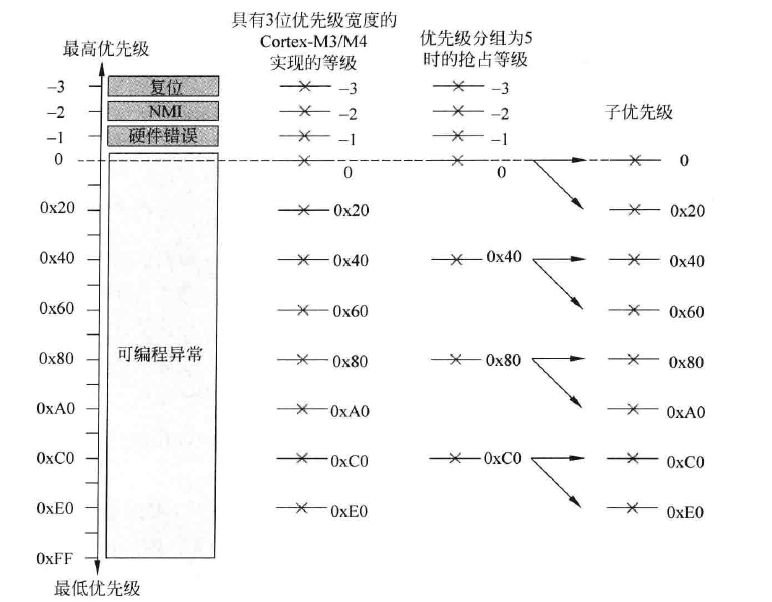 最高优先级
具有3位优先级宽度的
Cortex-M3/M4
实现的等级
优先级分组为5
时的抢占等级
子优先级
-3 复位 -3 -3
-2 NMI -2 -2
-1 硬件错误 -1 -1
0 0 0 0
0x20 0x20 0x20
0x40 0x40 0x40 0x40
0x60 0x60 0x60
0x80 可编程异常 0x80 0x80 0x80
0xA0 0xA0 0xA0
0xC0 0xC0 0xC0 0xC0
0xE0 0xE0 0xE0
0xFF
最低优先级